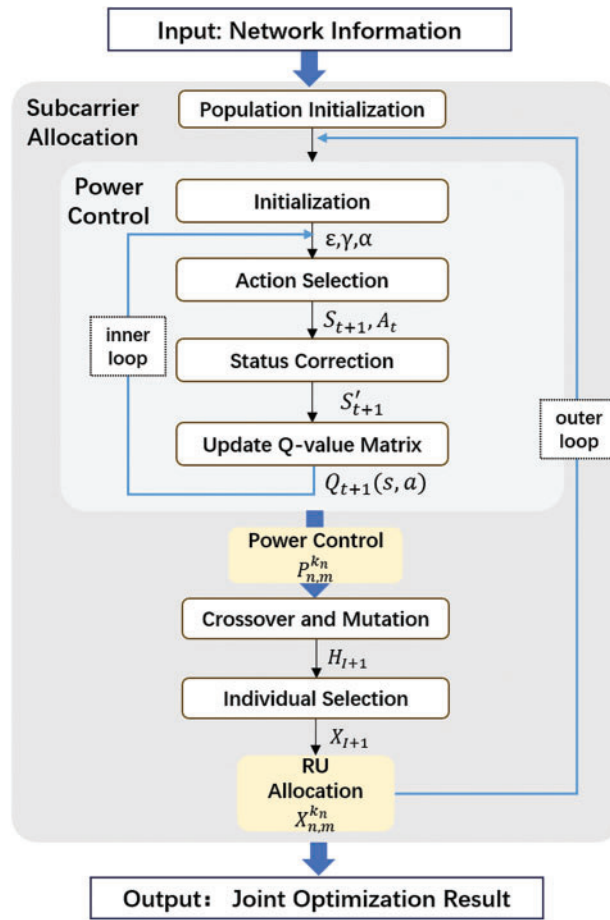 Input: Network Information
Subcarrier
Allocation
Population Initialization
Power
Control
Initialization
ε,γ,α
Action Selection
S_{t+1}, A_t
inner
loop
Status Correction
S'_{t+1}
outer
loop
Update Q-value Matrix
Q_{t+1}(s, a)
Power Control
P_{n,m}^{k_n}
Crossover and Mutation
H_{I+1}
Individual Selection
X_{I+1}
RU
Allocation
X_{n,m}^{k_n}
Output: Joint Optimization Result